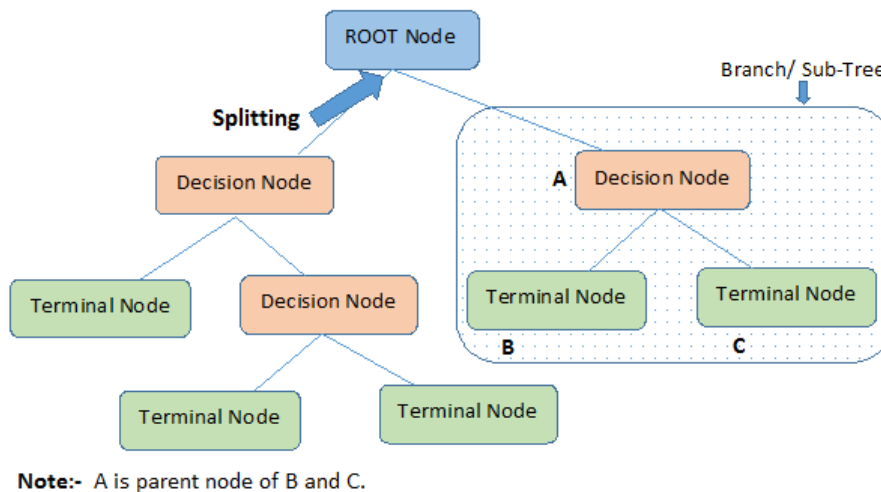 ROOT Node
Branch/ Sub-Tree
Splitting
Decision Node
A
Decision Node
Terminal Node
Decision Node
Terminal Node
Terminal Node
B
C
Terminal Node
Terminal Node
Note:- A is parent node of B and C.